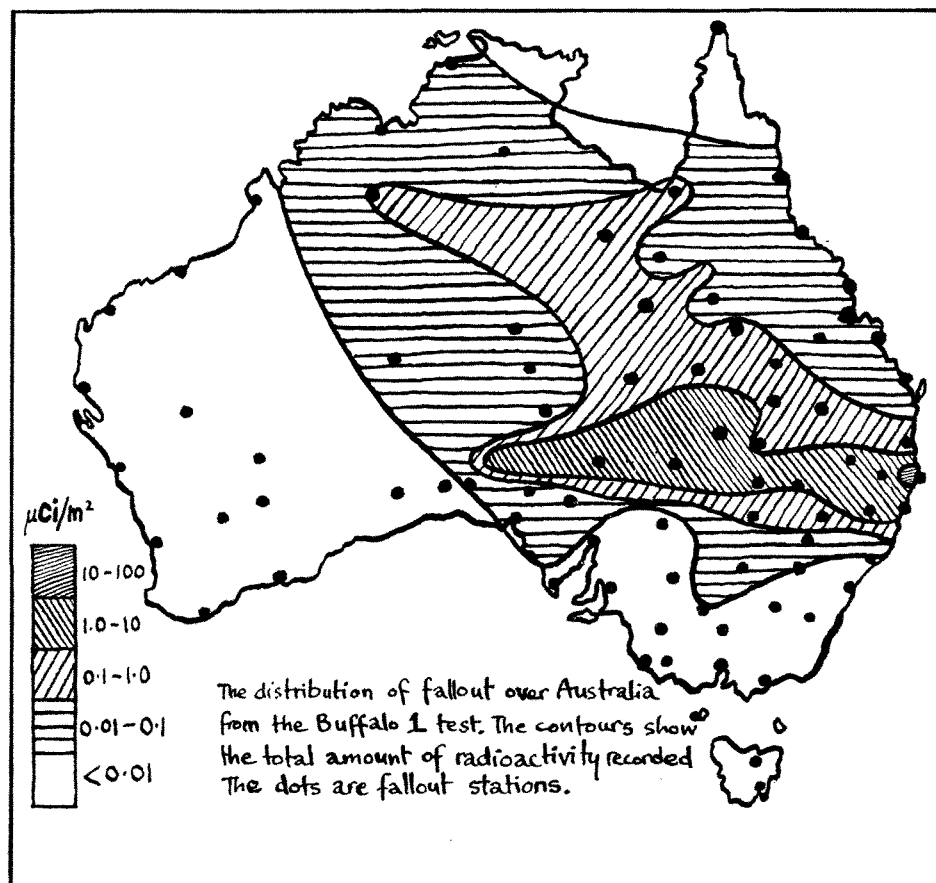 μCi/m²
10-100
1.0-10
0.1-1.0
0.01-0.1
<0.01
The distribution of fallout over Australia
from the Buffalo 1 test. The contours show
the total amount of radioactivity recorded
The dots are fallout stations.